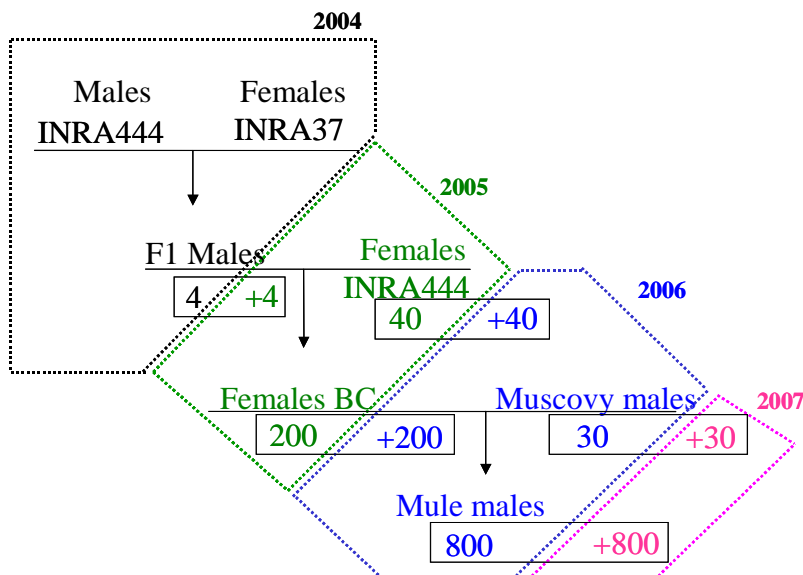 2004
Males Females
INRA444 INRA37
2005
F1 Males Females
4 +4 INRA444
2006
40 +40
Females BC Muscovy males 2007
200 +200 30 +30
Mule males
800 +800